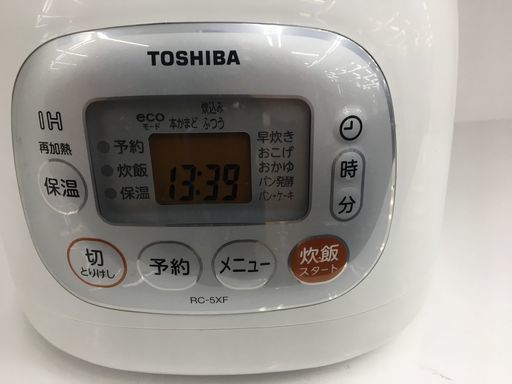 TOSHIBA
IH
再加熱
保温
eco
モード
本かまど
炊込み
ふつう
予約
炊飯
保温
13:39
早炊き
おこげ
おかゆ
パン発酵
パン・ケーキ
時
分
切
とりけし
予約
メニュー
炊飯
スタート
RC-5XF